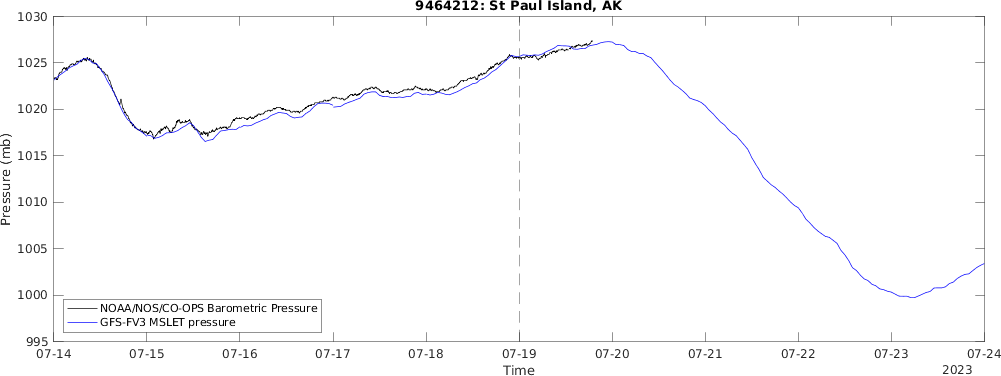 9464212: St Paul Island, AK
Pressure (mb)
1030
1025
1020
1015
1010
1005
1000
995
NOAA/NOS/CO-OPS Barometric Pressure
GFS-FV3 MSLET pressure
07-14 07-15 07-16 07-17 07-18 07-19 07-20 07-21 07-22 07-23 07-24
Time
2023